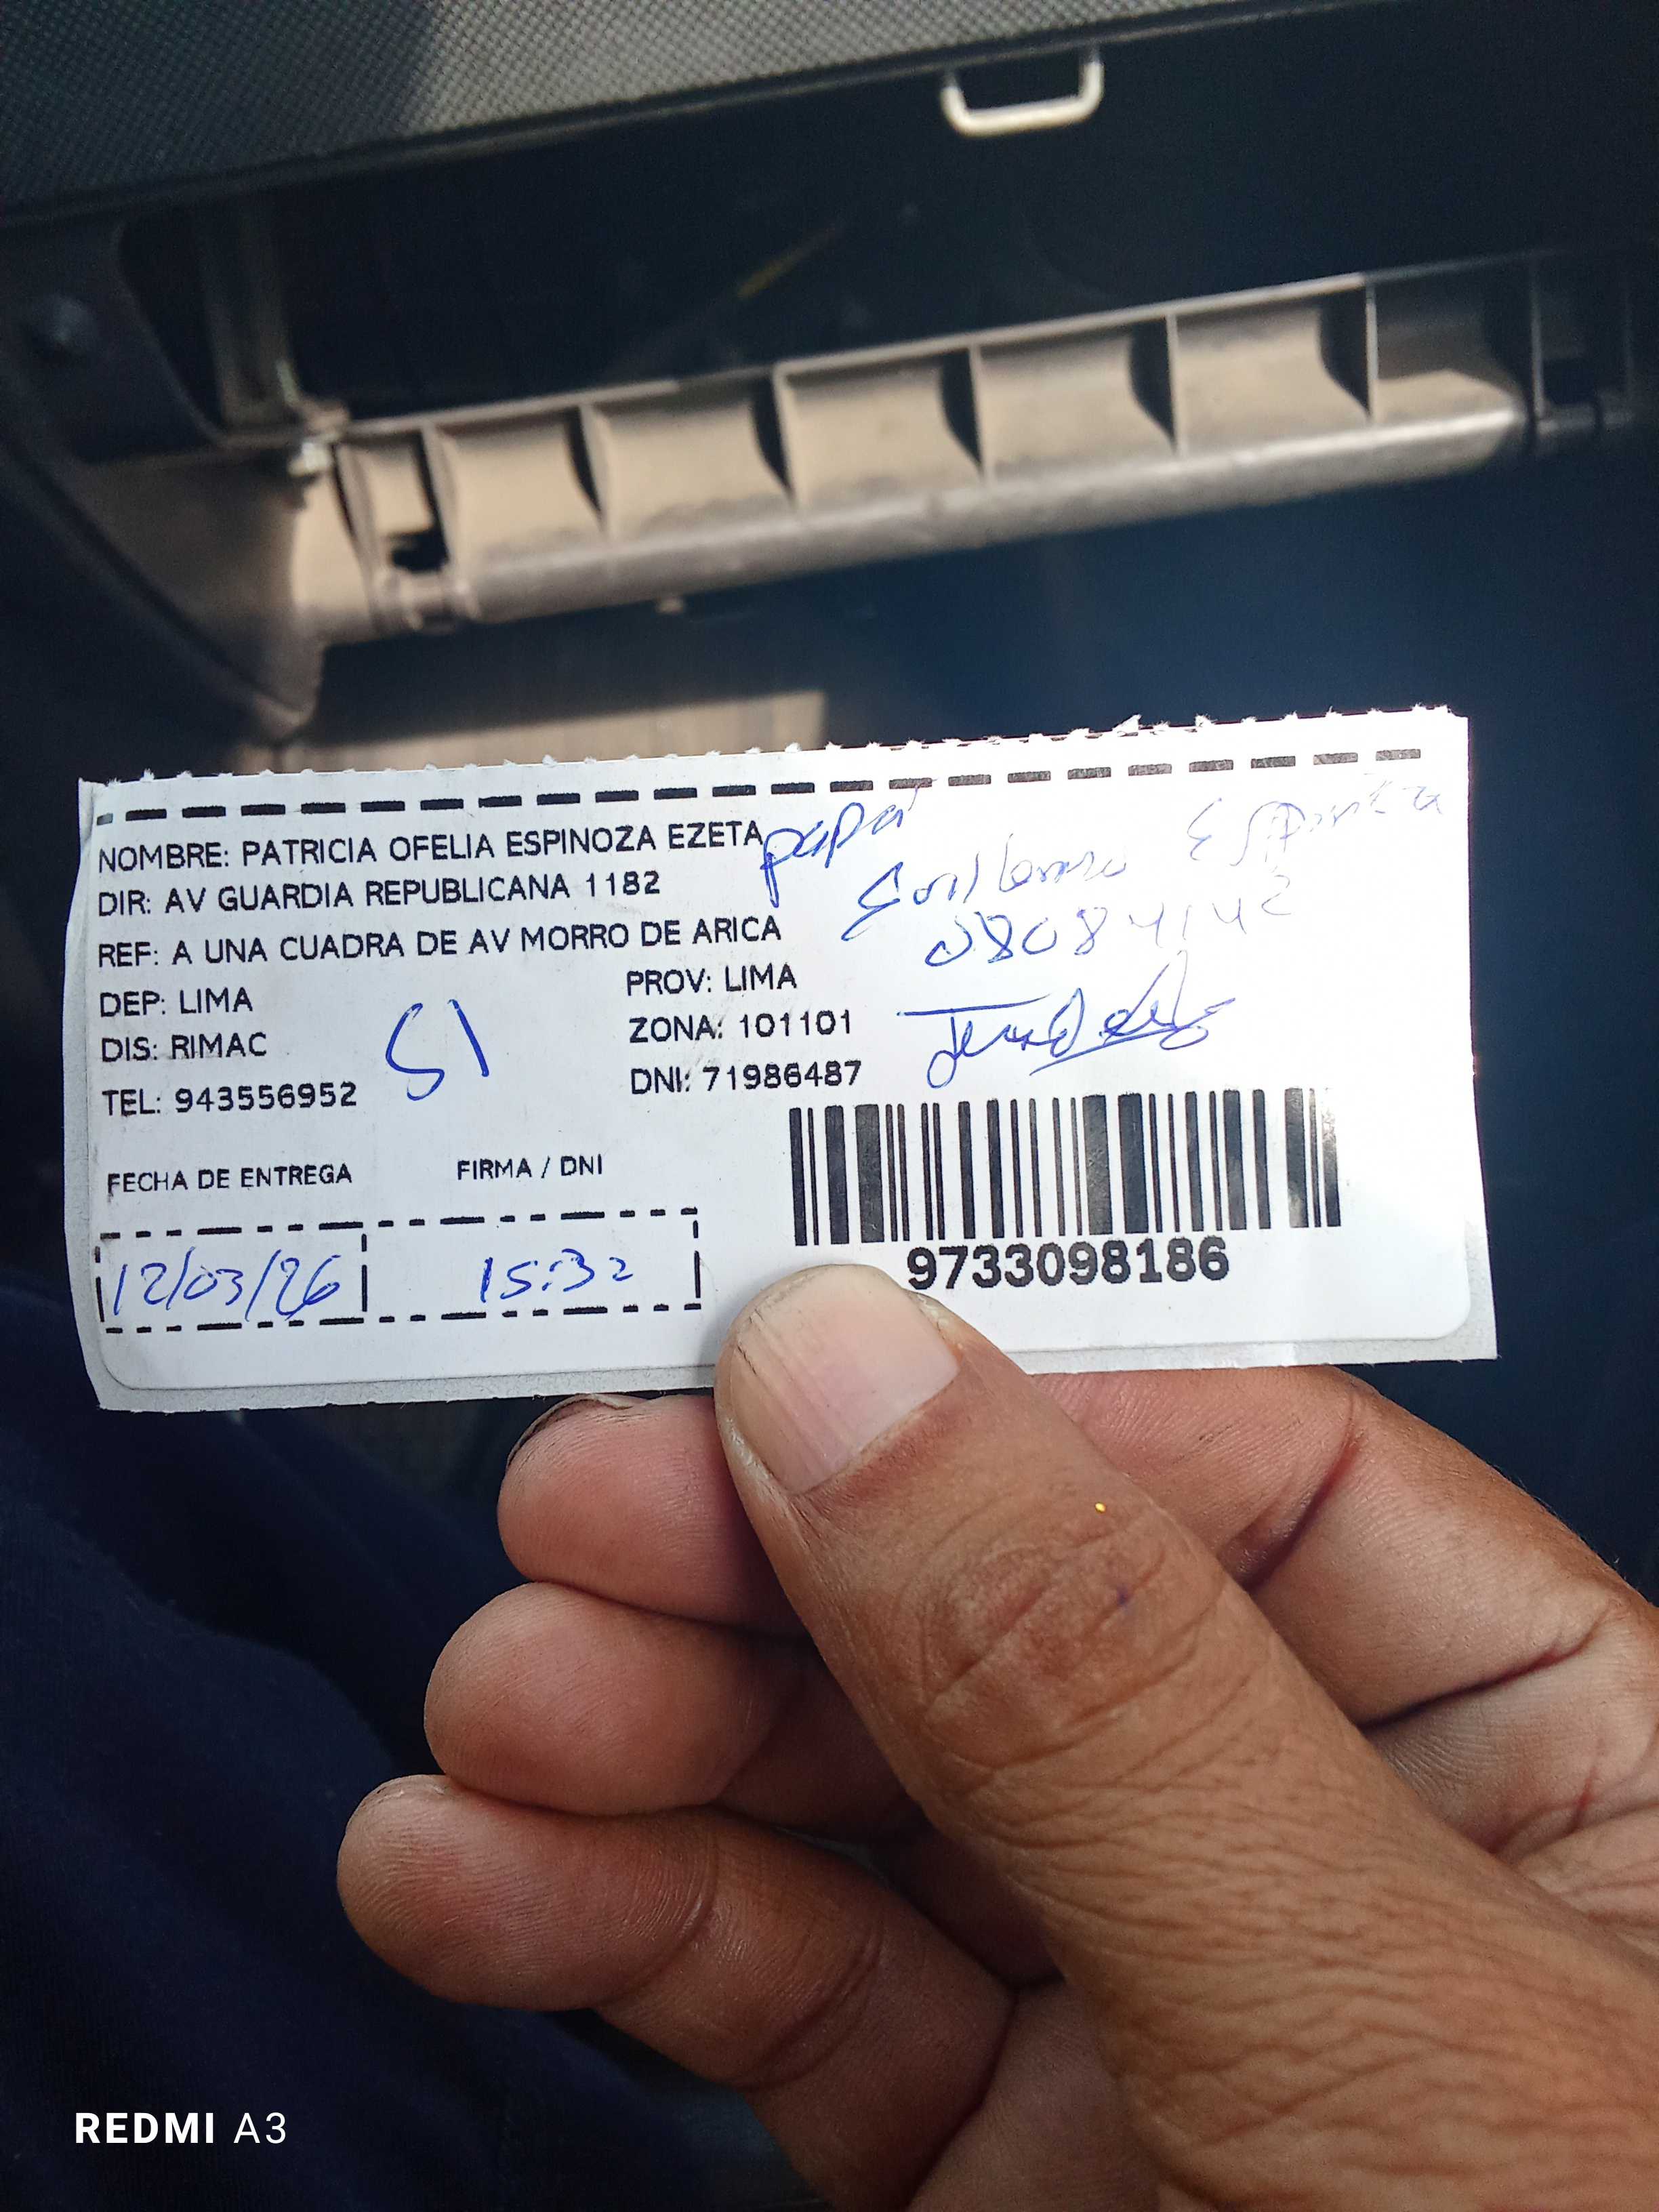 NOMBRE: PATRICIA OFELIA ESPINOZA EZETA papá
DIR: AV GUARDIA REPUBLICANA 1182
REF: A UNA CUADRA DE AV MORRO DE ARICA
DEP: LIMA PROV: LIMA
DIS: RIMAC ZONA: 101101
TEL: 943556952 DNI: 71986487
SI
FECHA DE ENTREGA FIRMA / DNI
12/03/26 15:32
9733098186
REDMI A3